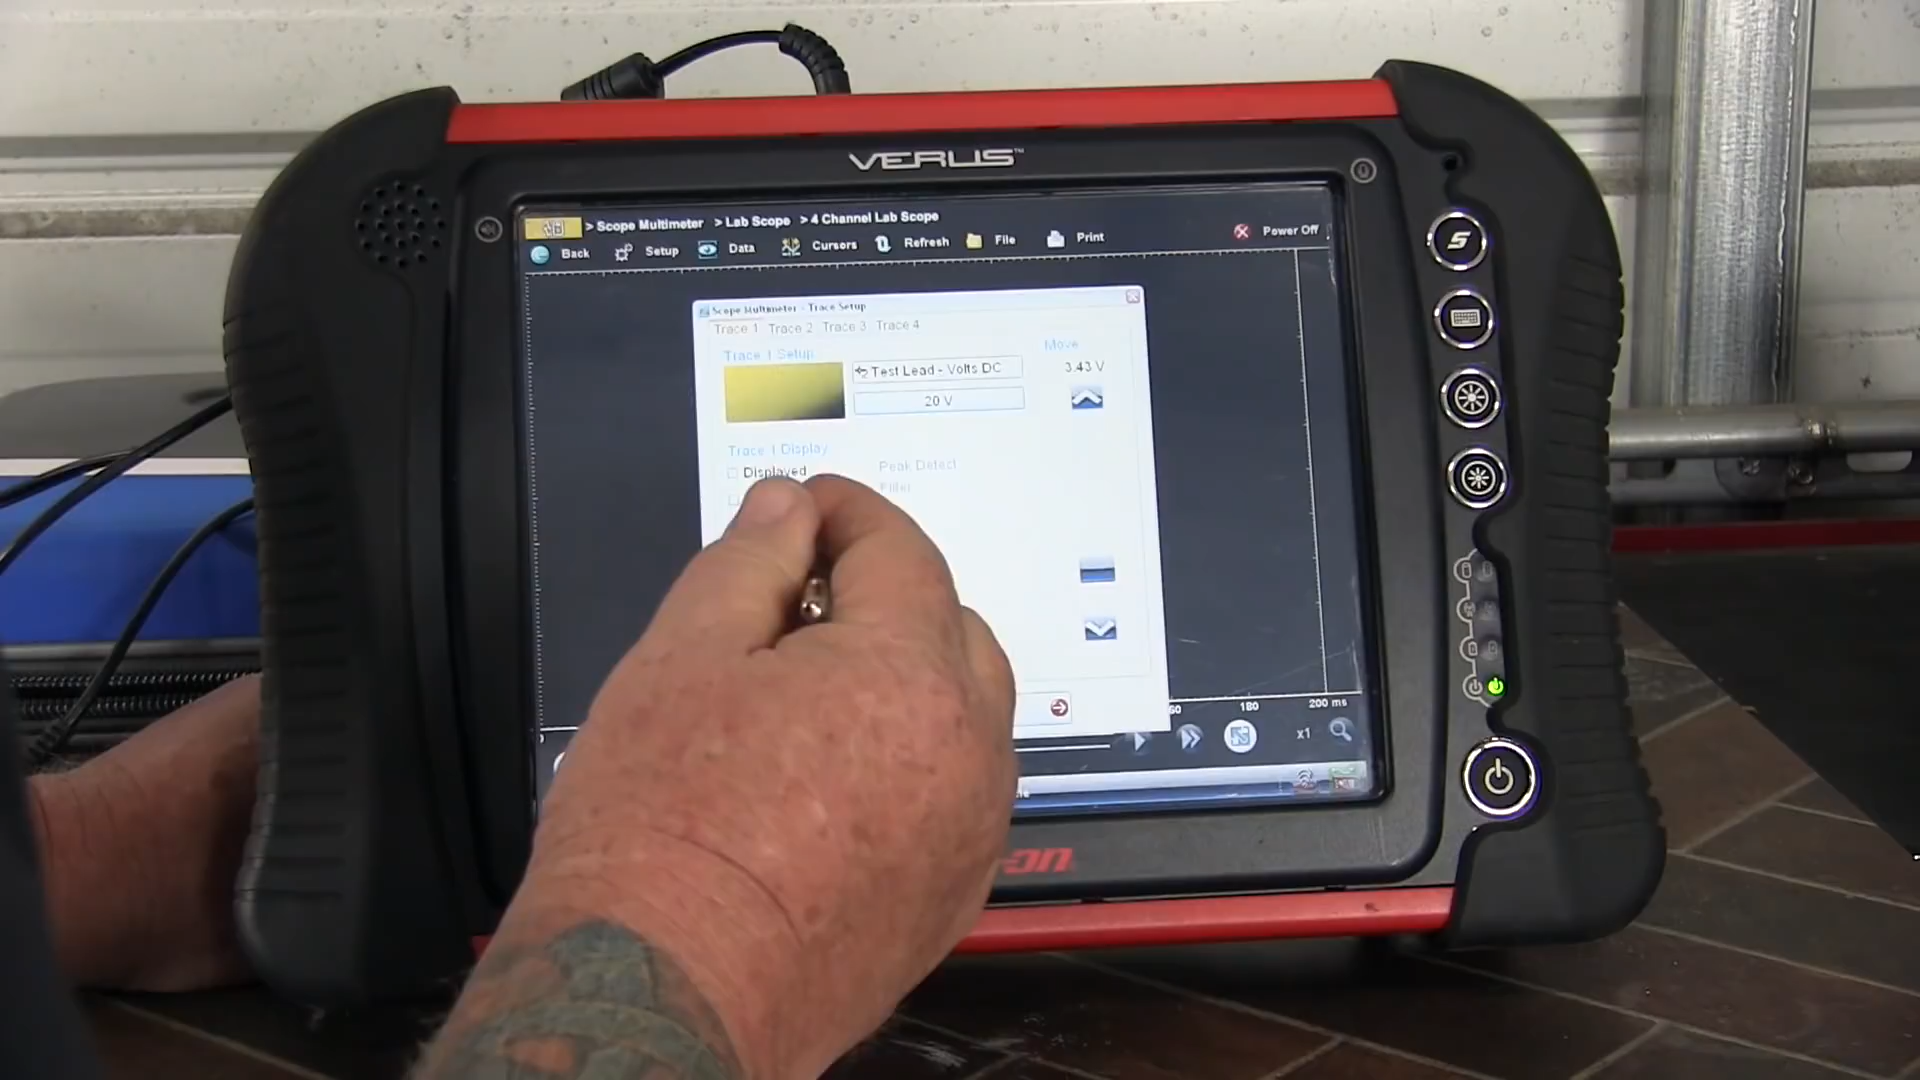 VERUS™
> Scope Multimeter > Lab Scope > 4 Channel Lab Scope
Back Setup Data Cursors Refresh File Print Power Off
Scope Multimeter - Trace Setup
Trace 1 Trace 2 Trace 3 Trace 4
Trace 1 Setup
Move
Test Lead - Volts DC
3.43 V
20 V
Trace 1 Display
Displayed
Peak Detect
Filter
180
200 ms
x1
S
-on